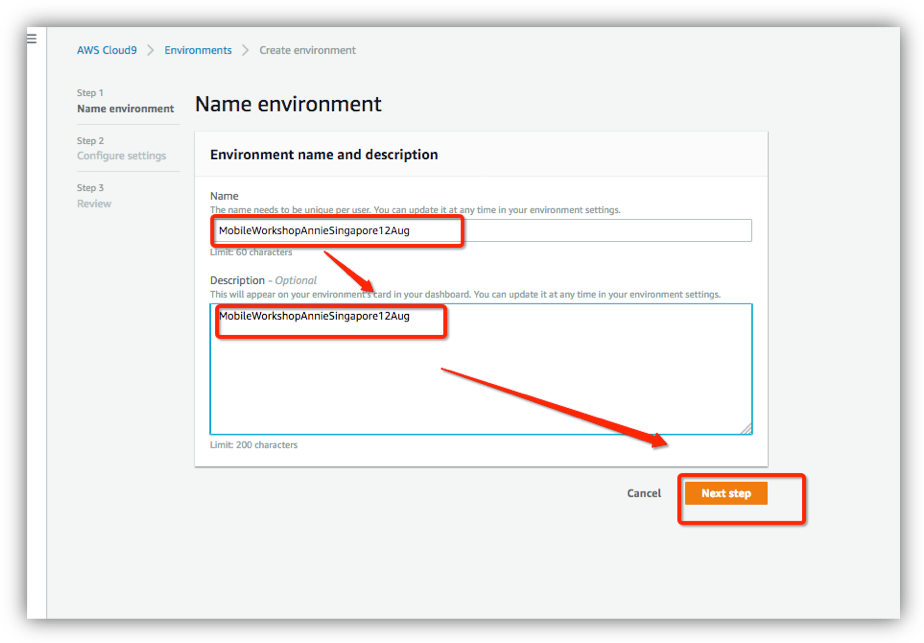 AWS Cloud9 > Environments > Create environment
Step 1
Name environment
Step 2
Configure settings
Step 3
Review
Name environment
Environment name and description
Name
The name needs to be unique per user. You can update it at any time in your environment settings.
MobileWorkshopAnnieSingapore12Aug
Limit: 60 characters
Description - Optional
This will appear on your environment's card in your dashboard. You can update it at any time in your environment settings.
MobileWorkshopAnnieSingapore12Aug
Limit: 200 characters
Cancel
Next step